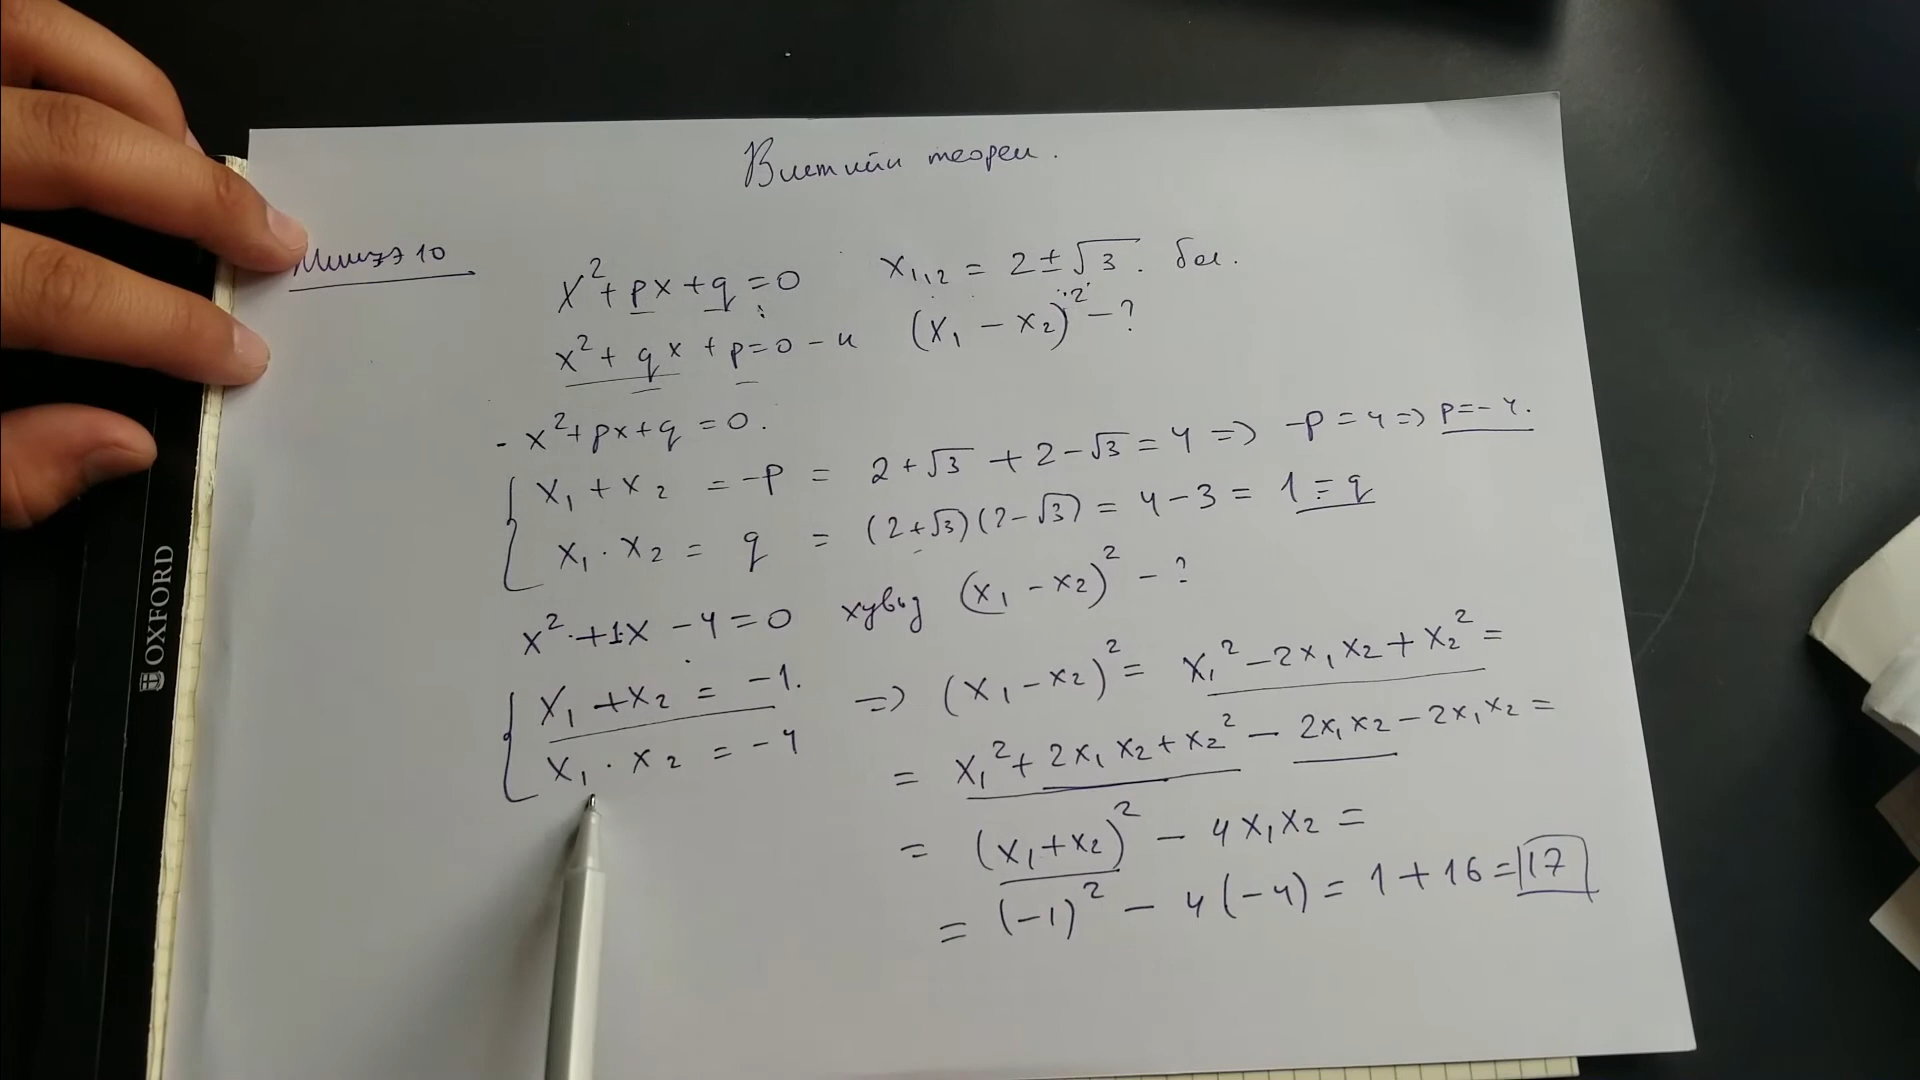 Виетийн теорем.
Жишээ 10
x² + px + q = 0   x₁,₂ = 2 ± √3. бол.
x² + qx + p = 0 - н   (x₁ - x₂)² - ?
- x² + px + q = 0.
x₁ + x₂ = -p = 2 + √3 + 2 - √3 = 4 => -p = 4 => p = -4.
x₁ · x₂ = q = (2 + √3)(2 - √3) = 4 - 3 = 1 = q
x² + 1x - 4 = 0 хувьд (x₁ - x₂)² - ?
x₁ + x₂ = -1. => (x₁ - x₂)² = x₁² - 2x₁x₂ + x₂² =
x₁ · x₂ = -4   = x₁² + 2x₁x₂ + x₂² - 2x₁x₂ - 2x₁x₂ =
= (x₁ + x₂)² - 4x₁x₂ =
= (-1)² - 4(-4) = 1 + 16 = 17
OXFORD